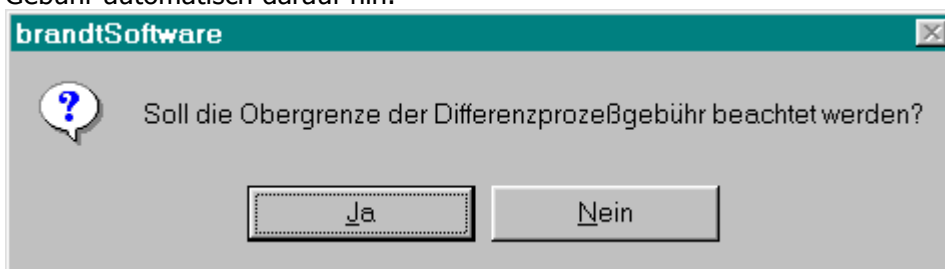 Gebühr automatisch darauf hin.
brandtSoftware
Soll die Obergrenze der Differenzprozeßgebühr beachtet werden?
Ja
Nein